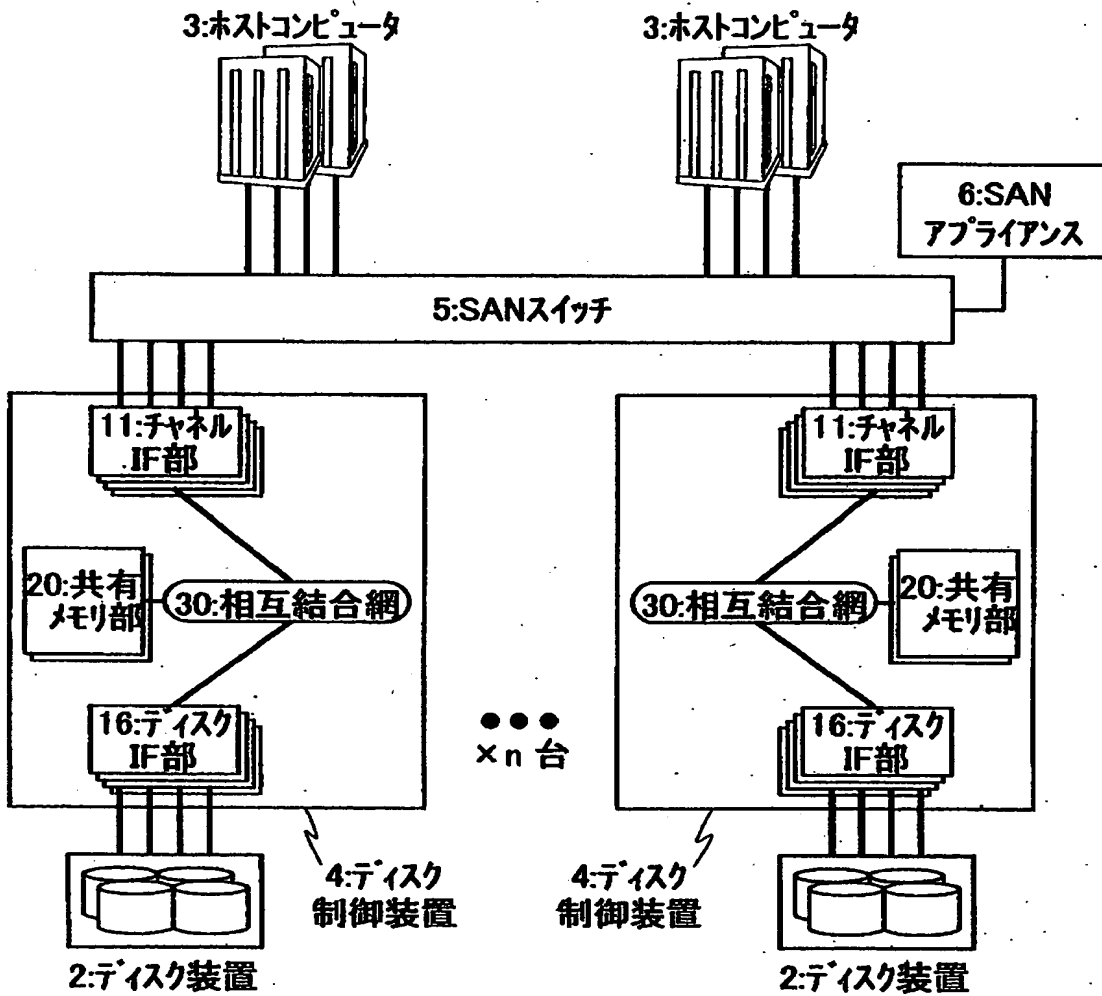 3:ホストコンピュータ
3:ホストコンピュータ
6:SAN
アプライアンス
5:SANスイッチ
11:チャネル
IF部
11:チャネル
IF部
20:共有
メモリ部
30:相互結合網
30:相互結合網
20:共有
メモリ部
16:ディスク
IF部
●●●
×n台
16:ディスク
IF部
4:ディスク
制御装置
4:ディスク
制御装置
2:ディスク装置
2:ディスク装置